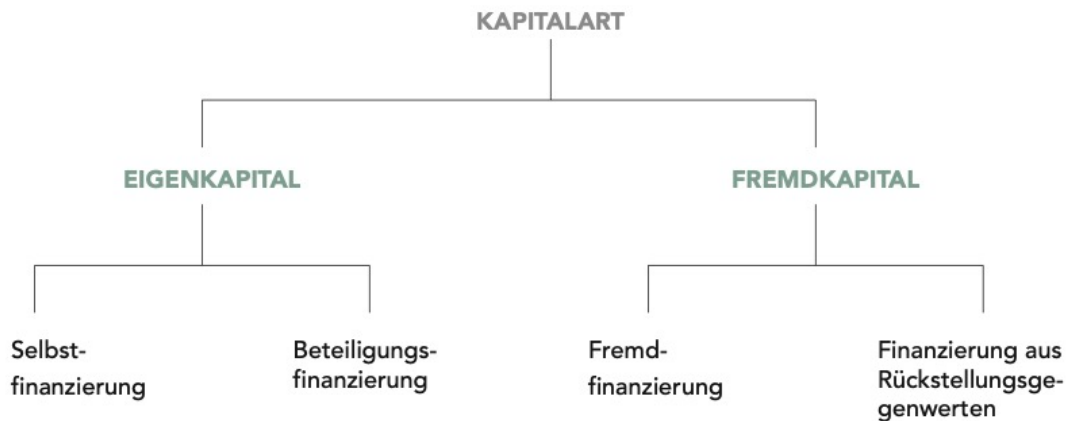 KAPITALART
EIGENKAPITAL
FREMDKAPITAL
Selbst-
finanzierung
Beteiligungs-
finanzierung
Fremd-
finanzierung
Finanzierung aus
Rückstellungsge-
genwerten